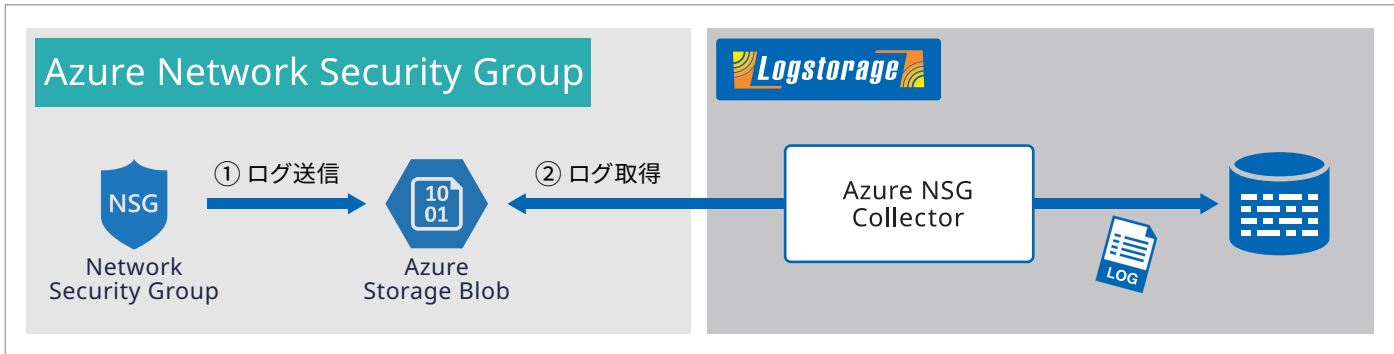 Azure Network Security Group
Logstorage
① ログ送信
② ログ取得
NSG
10
01
Azure NSG
Collector
LOG
Network
Security Group
Azure
Storage Blob